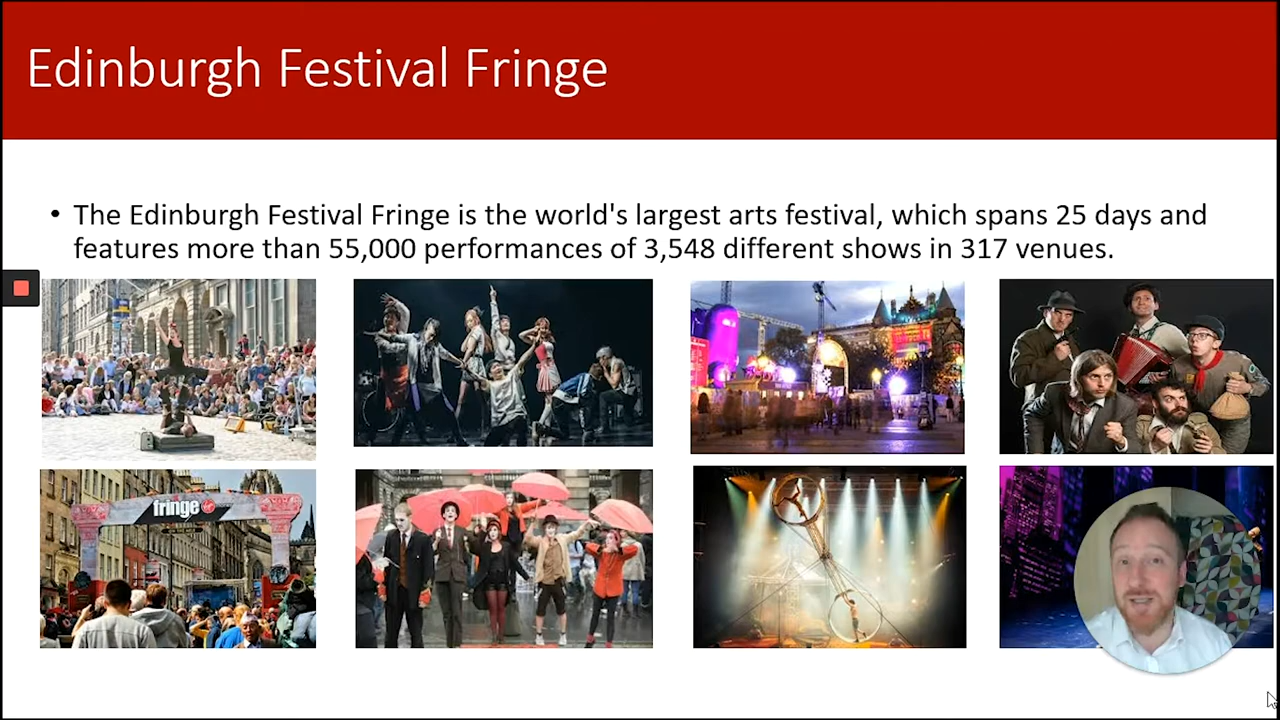 Edinburgh Festival Fringe
• The Edinburgh Festival Fringe is the world's largest arts festival, which spans 25 days and
features more than 55,000 performances of 3,548 different shows in 317 venues.
fringe